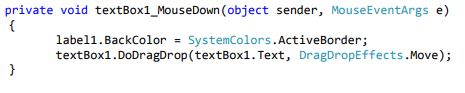 private void textBox1_MouseDown(object sender, MouseEventArgs e)
{
label1.BackColor = SystemColors.ActiveBorder;
textBox1.DoDragDrop(textBox1.Text, DragDropEffects.Move);
}